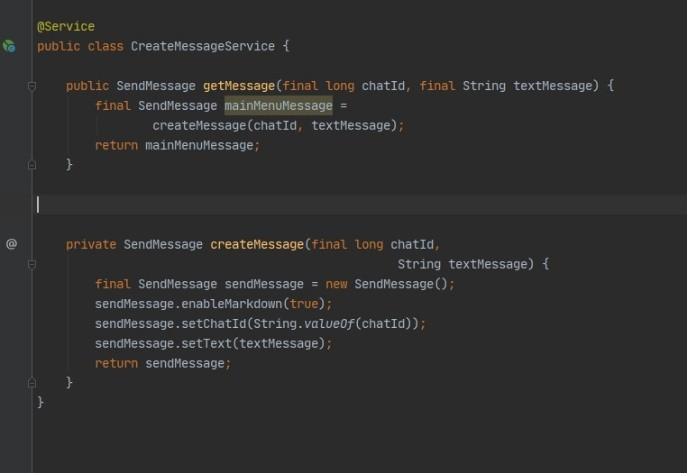 @Service
public class CreateMessageService {
public SendMessage getMessage(final long chatId, final String textMessage) {
final SendMessage mainMenuMessage =
createMessage(chatId, textMessage);
return mainMenuMessage;
}
@
private SendMessage createMessage(final long chatId,
String textMessage) {
final SendMessage sendMessage = new SendMessage();
sendMessage.enableMarkdown(true);
sendMessage.setChatId(String.valueOf(chatId));
sendMessage.setText(textMessage);
return sendMessage;
}
}